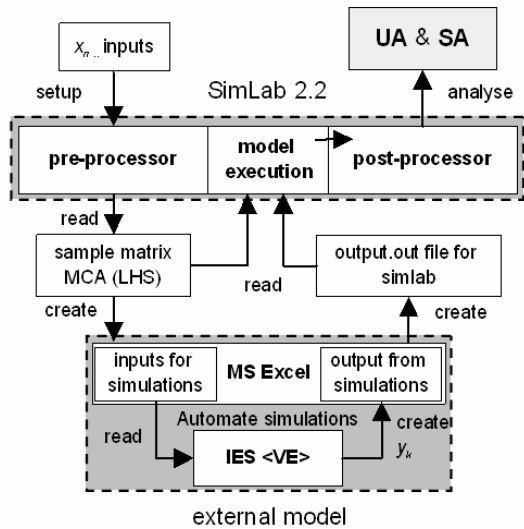 xn .. inputs
UA & SA
setup
SimLab 2.2
analyse
pre-processor
model
execution
post-processor
read
sample matrix
MCA (LHS)
read
output.out file for
simlab
create
create
inputs for
simulations
MS Excel
output from
simulations
Automate simulations
read
create
yk
IES <VE>
external model